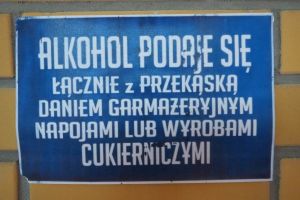 ALKOHOL PODAJE SIĘ
ŁĄCZNIE z PRZEKĄSKĄ
DANIEM GARMAŻERYJNYM
NAPOJAMI LUB WYROBAMI
CUKIERNICZYMI